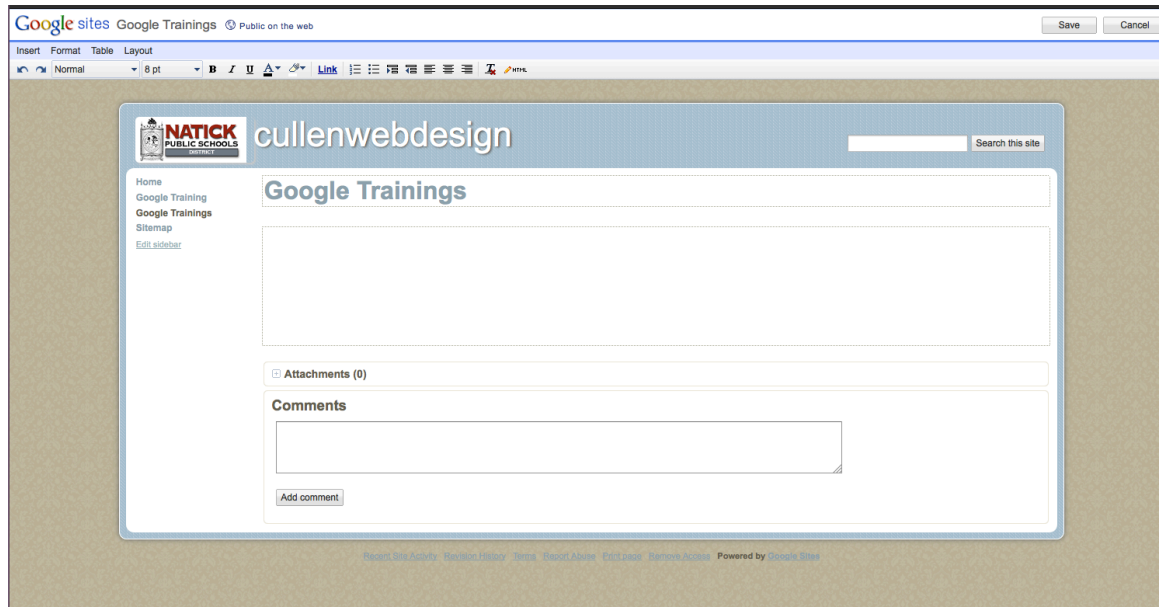 Google sites Google Trainings Public on the web Save Cancel
Insert Format Table Layout
Normal 8 pt B I U A Link T HTML
NATICK
PUBLIC SCHOOLS
DISTRICT
cullenwebdesign
Search this site
Home
Google Training
Google Trainings
Sitemap
Edit sidebar
Google Trainings
Attachments (0)
Comments
Add comment
Recent Site Activity Revision History Terms Report Abuse Print page Remove Access Powered by Google Sites